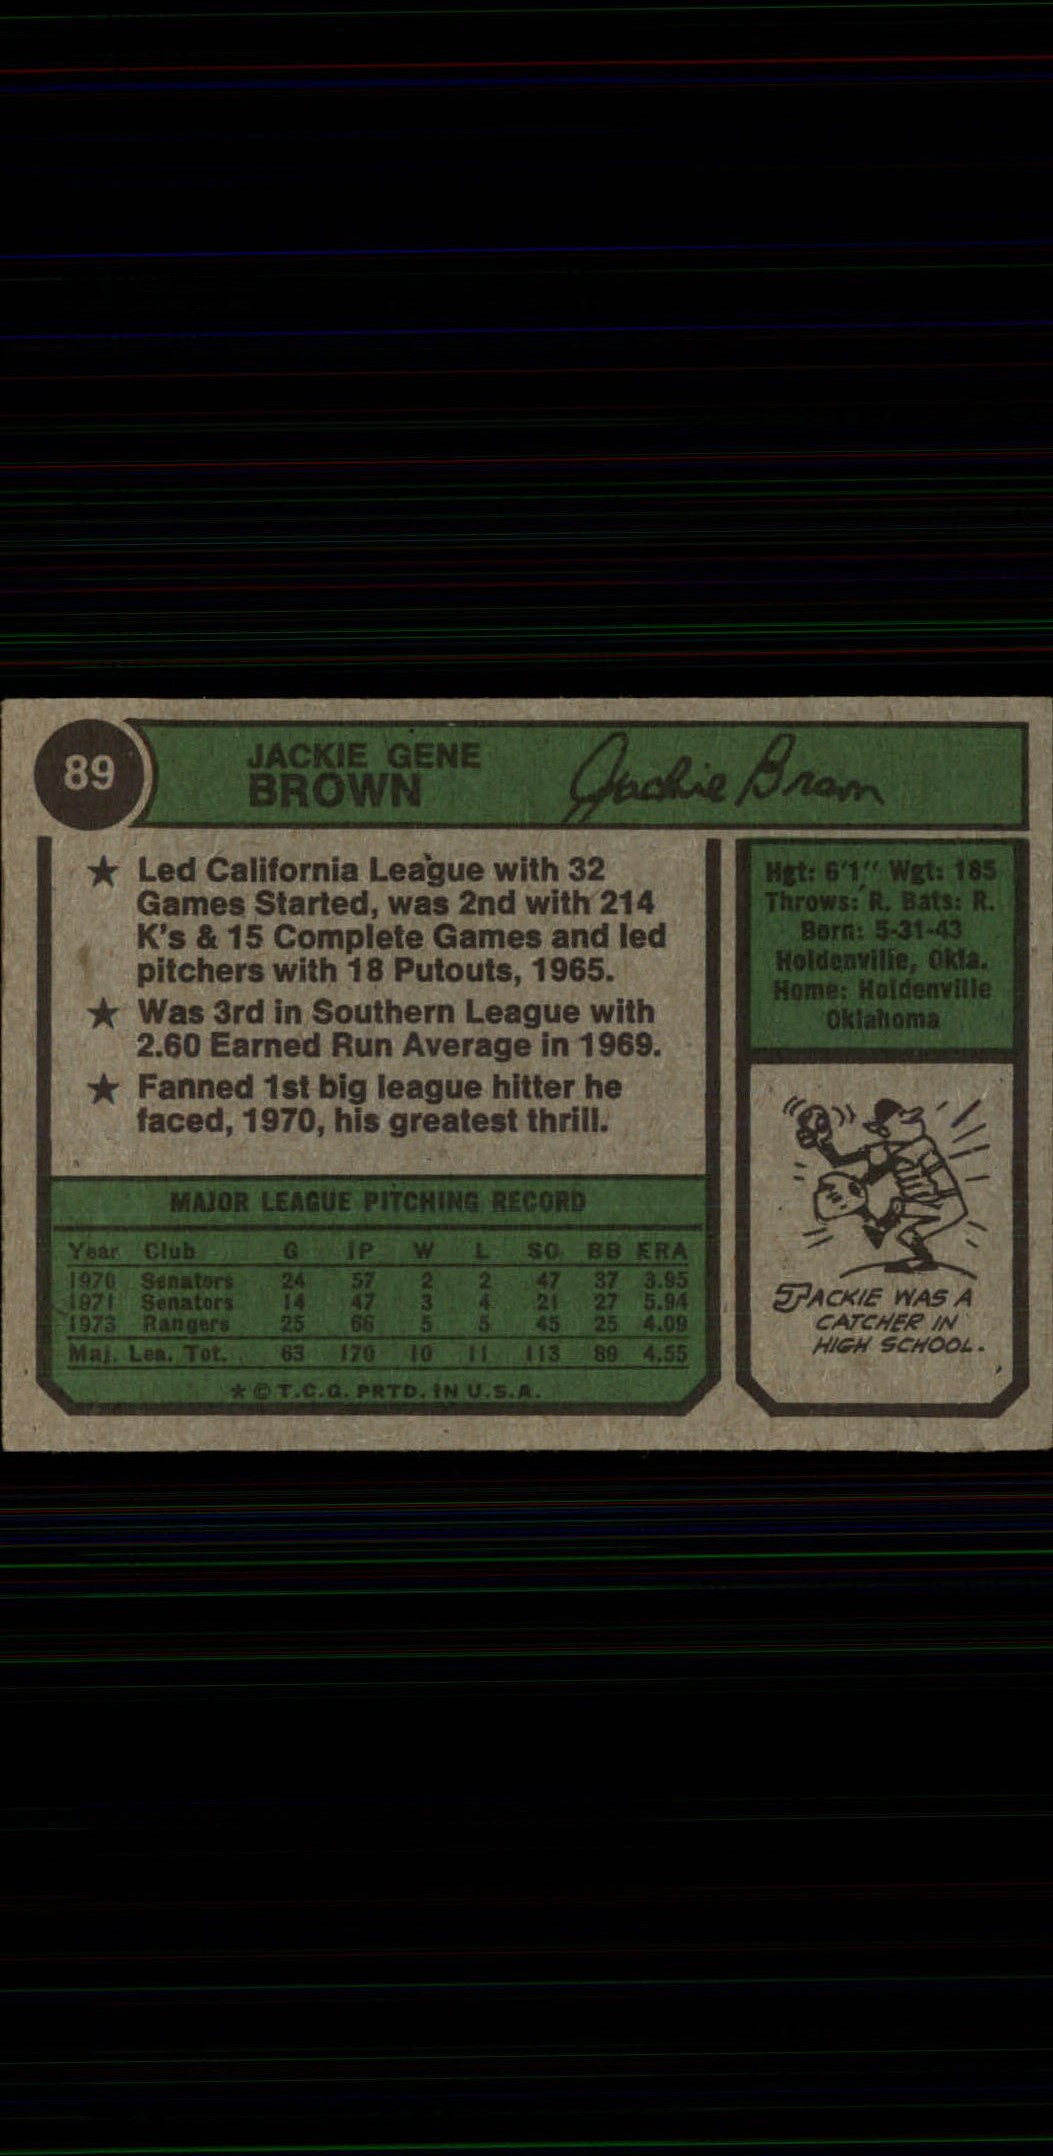 89
JACKIE GENE
BROWN
Jackie Brown
★ Led California League with 32
Games Started, was 2nd with 214
K's & 15 Complete Games and led
pitchers with 18 Putouts, 1965.
★ Was 3rd in Southern League with
2.60 Earned Run Average in 1969.
★ Fanned 1st big league hitter he
faced, 1970, his greatest thrill.
MAJOR LEAGUE PITCHING RECORD
Year Club G IP W L SO BB ERA
1970 Senators 24 57 2 2 47 37 3.95
1971 Senators 14 47 3 4 21 27 5.94
1973 Rangers 25 66 5 5 45 25 4.09
Maj. Lea. Tot. 63 170 10 11 113 89 4.55
* © T.C.G. PRTD. IN U.S.A.
Hgt: 6'1" Wgt: 185
Throws: R. Bats: R.
Born: 5-31-43
Holdenville, Okla.
Home: Holdenville
Oklahoma
JACKIE WAS A
CATCHER IN
HIGH SCHOOL.